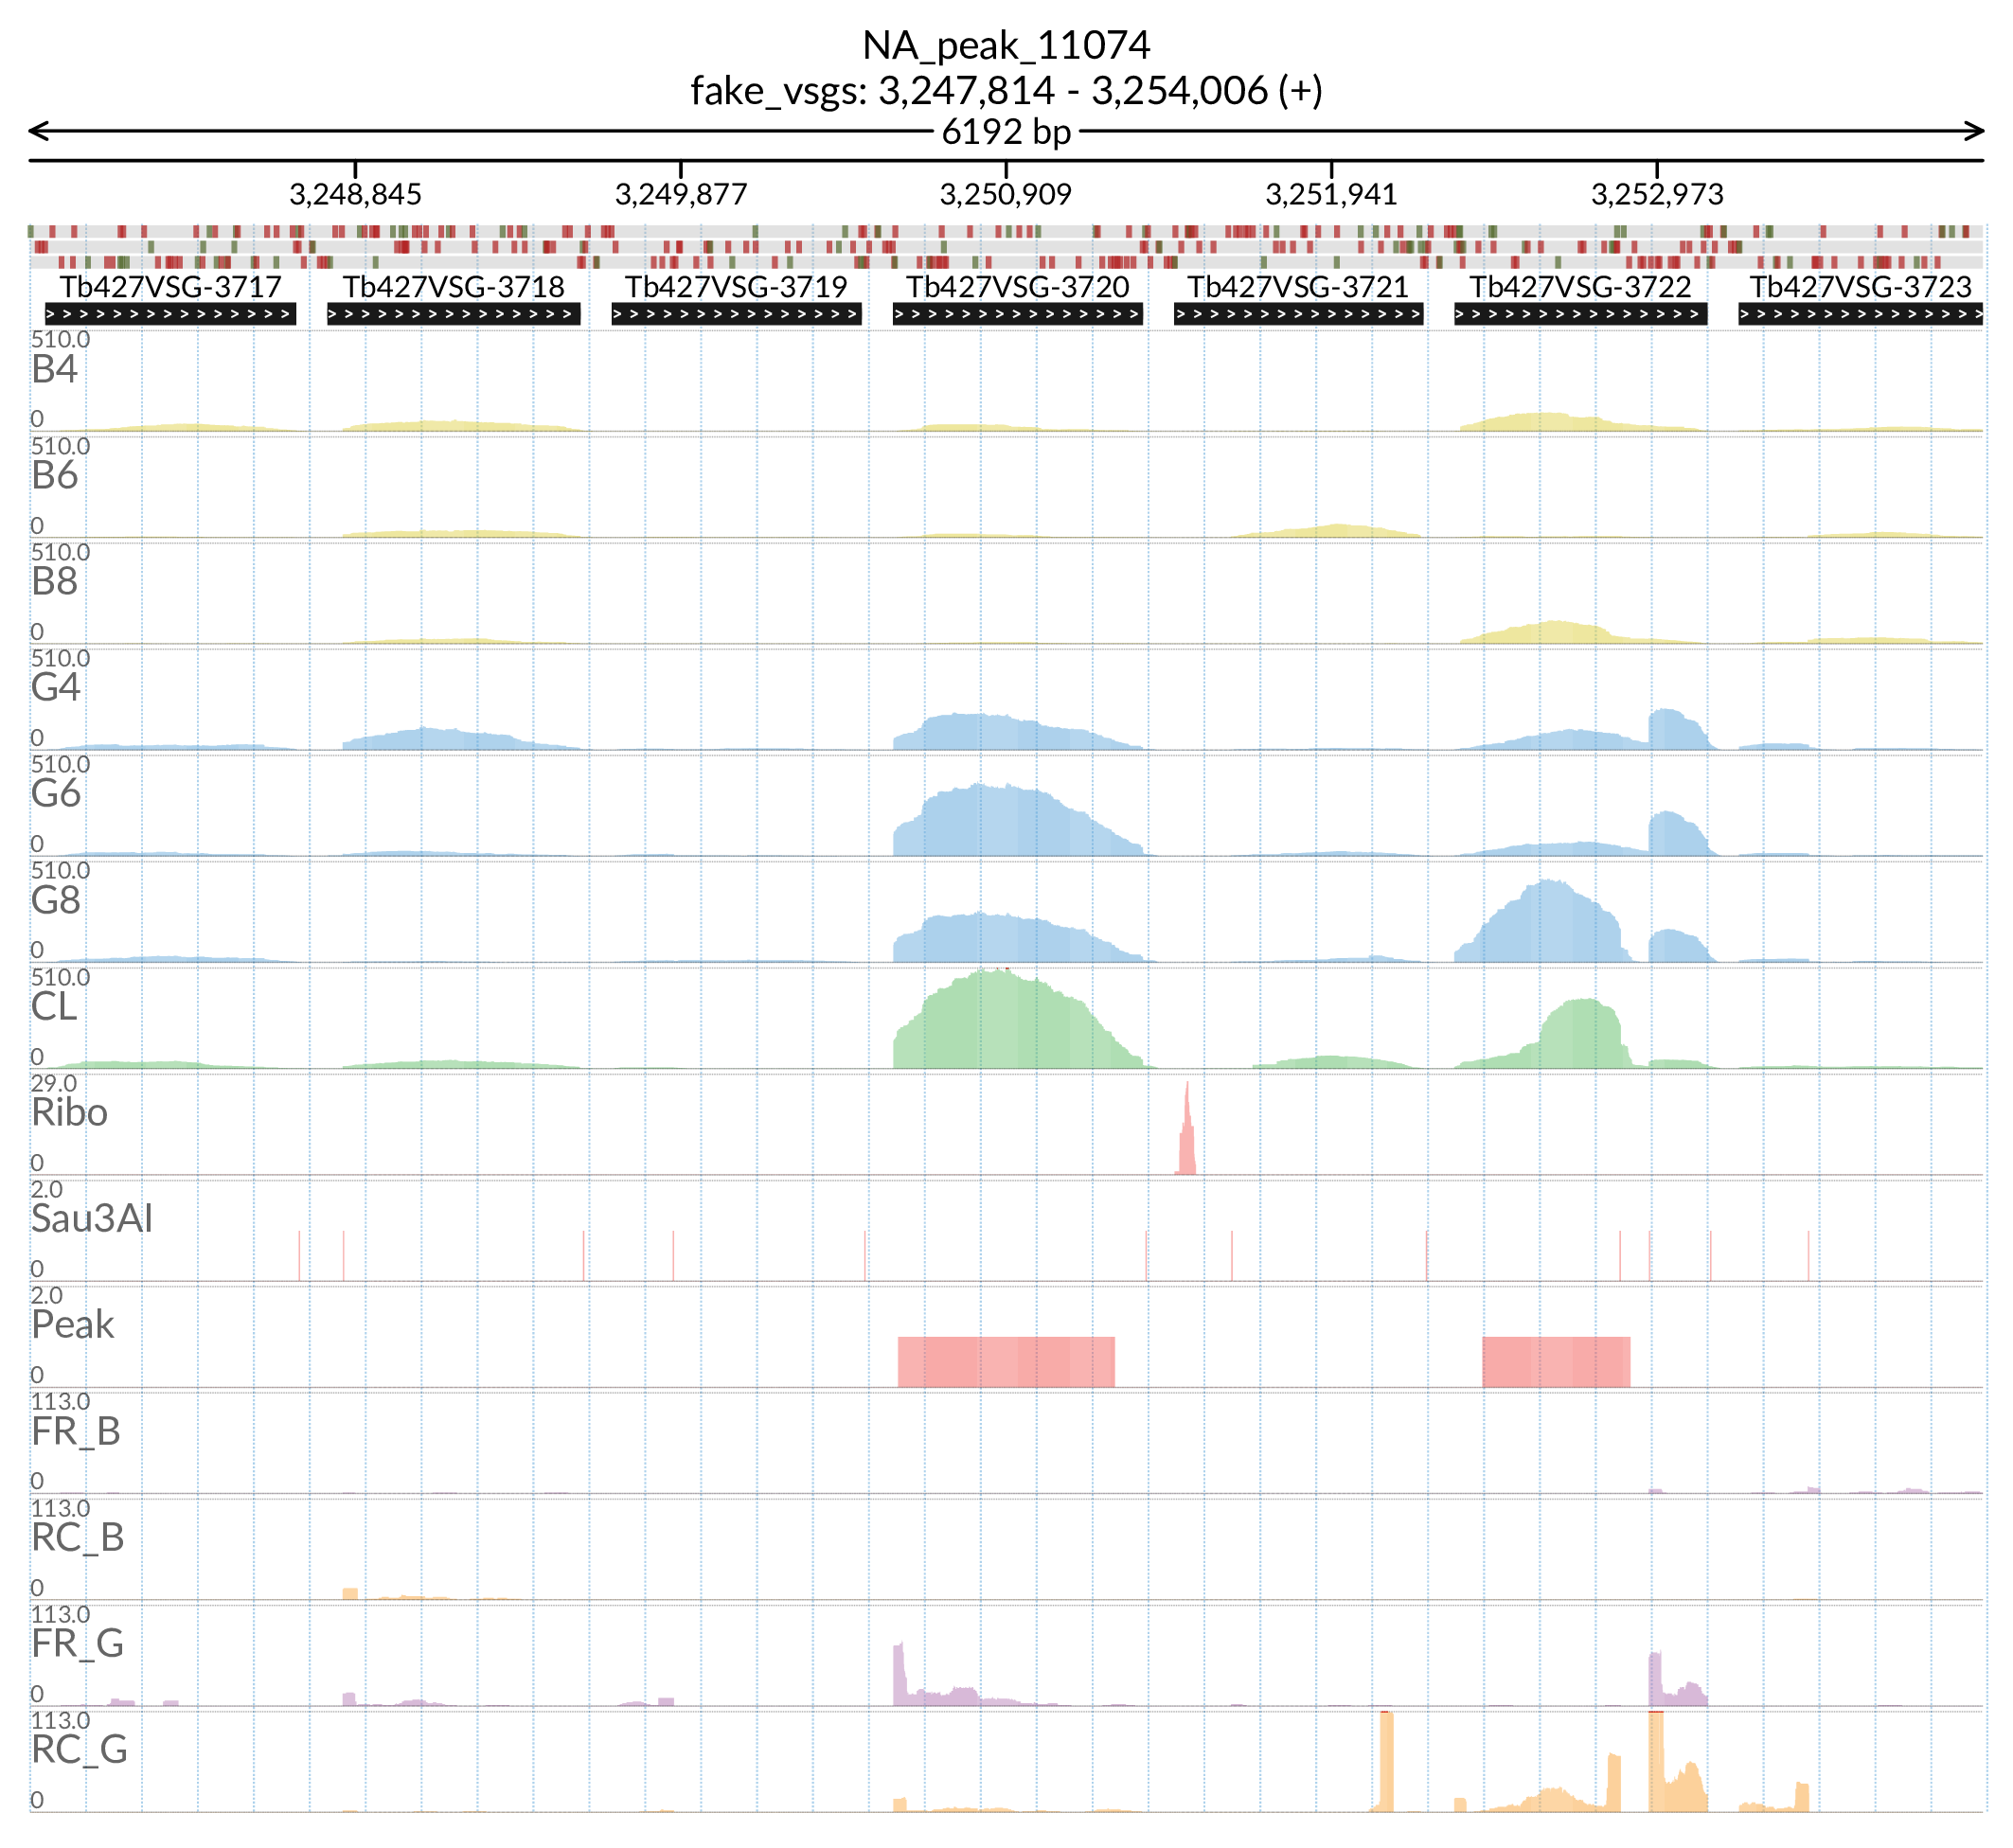 NA_peak_11074
fake_vsgs: 3,247,814 - 3,254,006 (+)
6192 bp
3,248,845 3,249,877 3,250,909 3,251,941 3,252,973
Tb427VSG-3717 Tb427VSG-3718 Tb427VSG-3719 Tb427VSG-3720 Tb427VSG-3721 Tb427VSG-3722 Tb427VSG-3723
510.0
B4
0
510.0
B6
0
510.0
B8
0
510.0
G4
0
510.0
G6
0
510.0
G8
0
510.0
CL
0
29.0
Ribo
0
2.0
Sau3AI
0
2.0
Peak
0
113.0
FR_B
0
113.0
RC_B
0
113.0
FR_G
0
113.0
RC_G
0